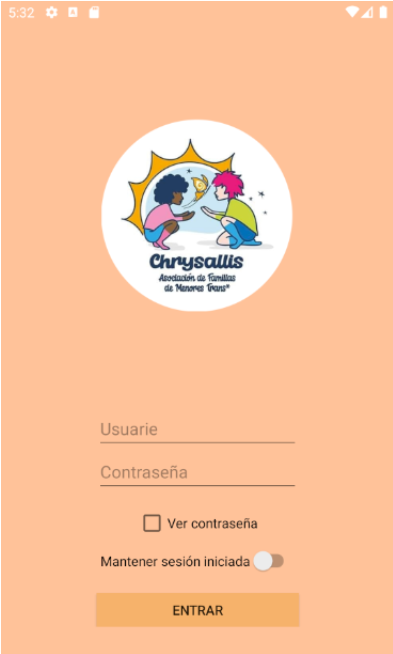 5:32
Chrysallis
Asociación de Familias
de Menores Trans®
Usuarie
Contraseña
Ver contraseña
Mantener sesión iniciada
ENTRAR